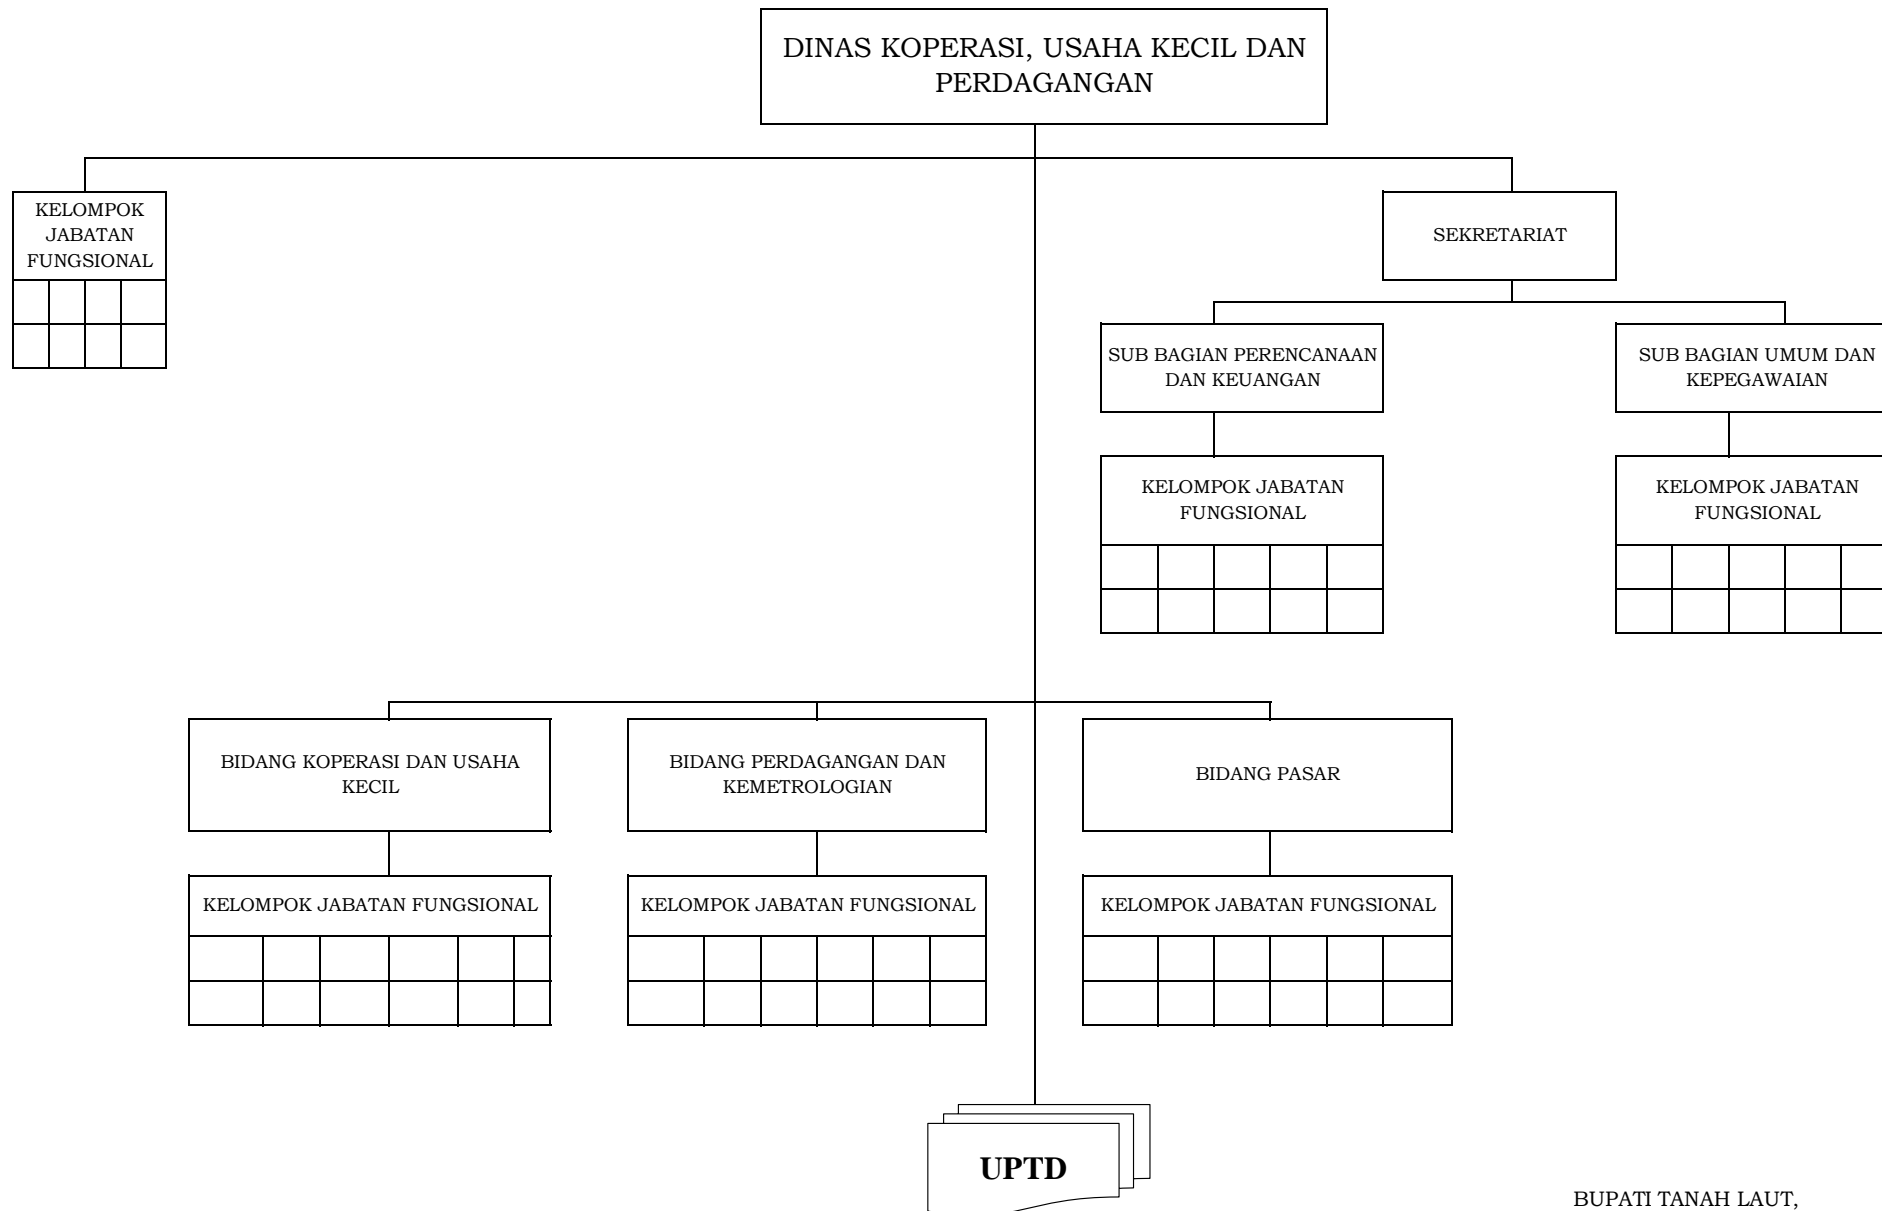 DINAS KOPERASI, USAHA KECIL DAN
PERDAGANGAN
KELOMPOK
JABATAN
FUNGSIONAL
SEKRETARIAT
SUB BAGIAN PERENCANAAN
DAN KEUANGAN
SUB BAGIAN UMUM DAN
KEPEGAWAIAN
KELOMPOK JABATAN
FUNGSIONAL
KELOMPOK JABATAN
FUNGSIONAL
BIDANG KOPERASI DAN USAHA
KECIL
BIDANG PERDAGANGAN DAN
KEMETROLOGIAN
BIDANG PASAR
KELOMPOK JABATAN FUNGSIONAL
KELOMPOK JABATAN FUNGSIONAL
KELOMPOK JABATAN FUNGSIONAL
UPTD
BUPATI TANAH LAUT,